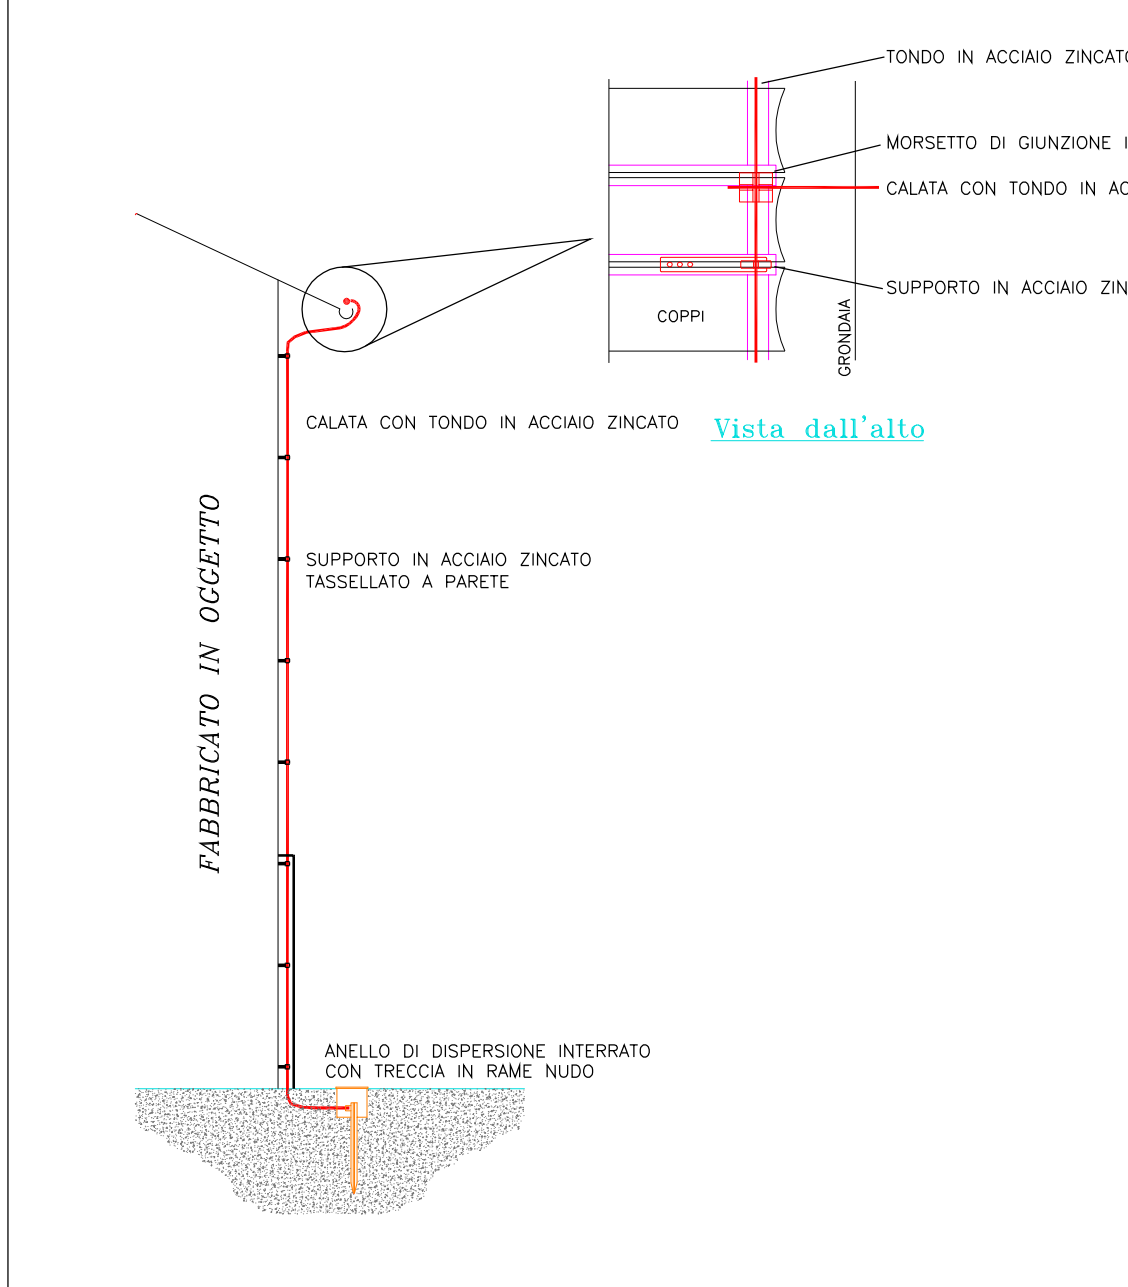 TONDO IN ACCIAIO ZINCATO
MORSETTO DI GIUNZIONE
CALATA CON TONDO IN
SUPPORTO IN ACCIAIO
COPPI
GRONDAIA
Vista dall'alto
CALATA CON TONDO IN ACCIAIO ZINCATO
SUPPORTO IN ACCIAIO ZINCATO
TASSELLATO A PARETE
FABBRICATO IN OGGETTO
ANELLO DI DISPERSIONE INTERRATO
CON TRECCIA IN RAME NUDO